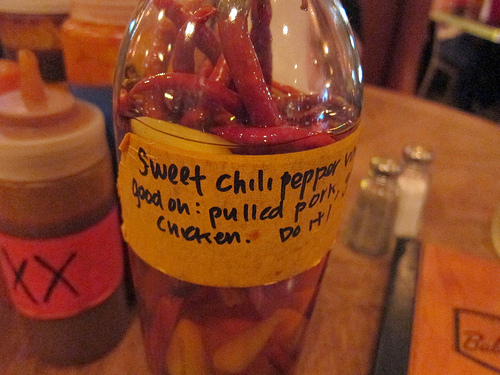 Sweet chili pepper
Good on: pulled pork,
chicken. Do it!
XX